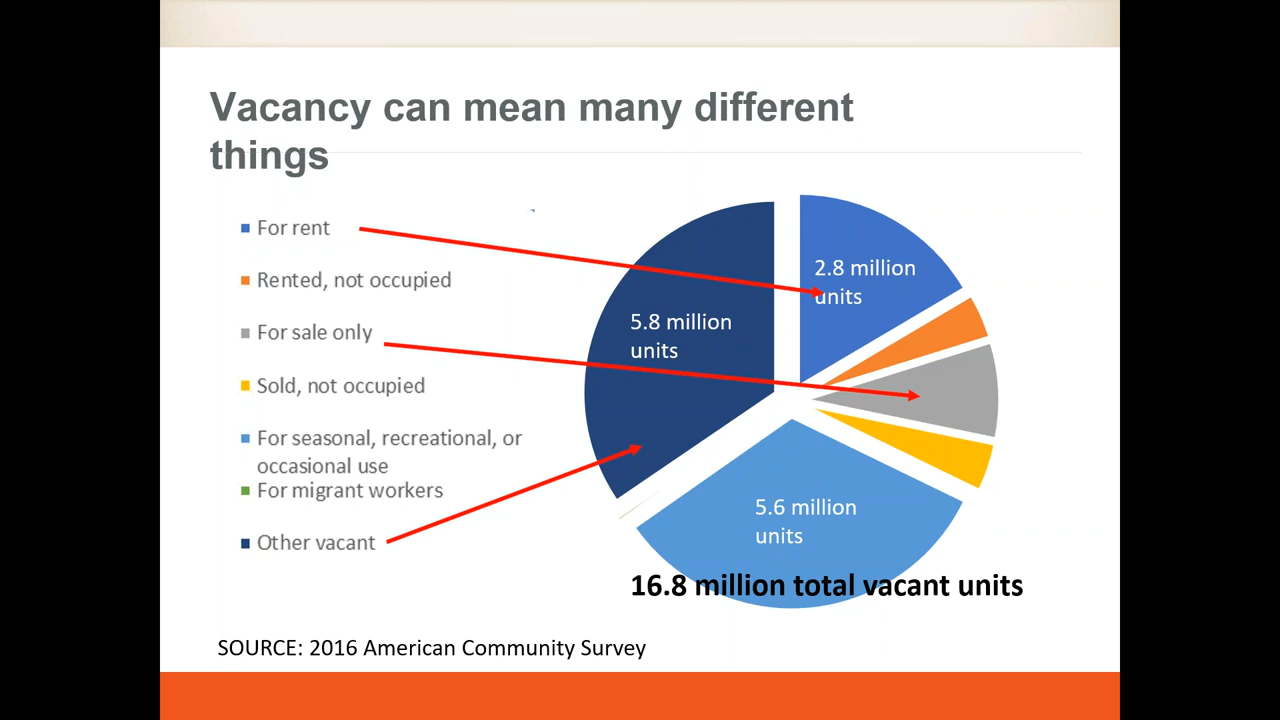 Vacancy can mean many different
things
For rent
Rented, not occupied
For sale only
Sold, not occupied
For seasonal, recreational, or
occasional use
For migrant workers
Other vacant
2.8 million
units
5.8 million
units
5.6 million
units
16.8 million total vacant units
SOURCE: 2016 American Community Survey